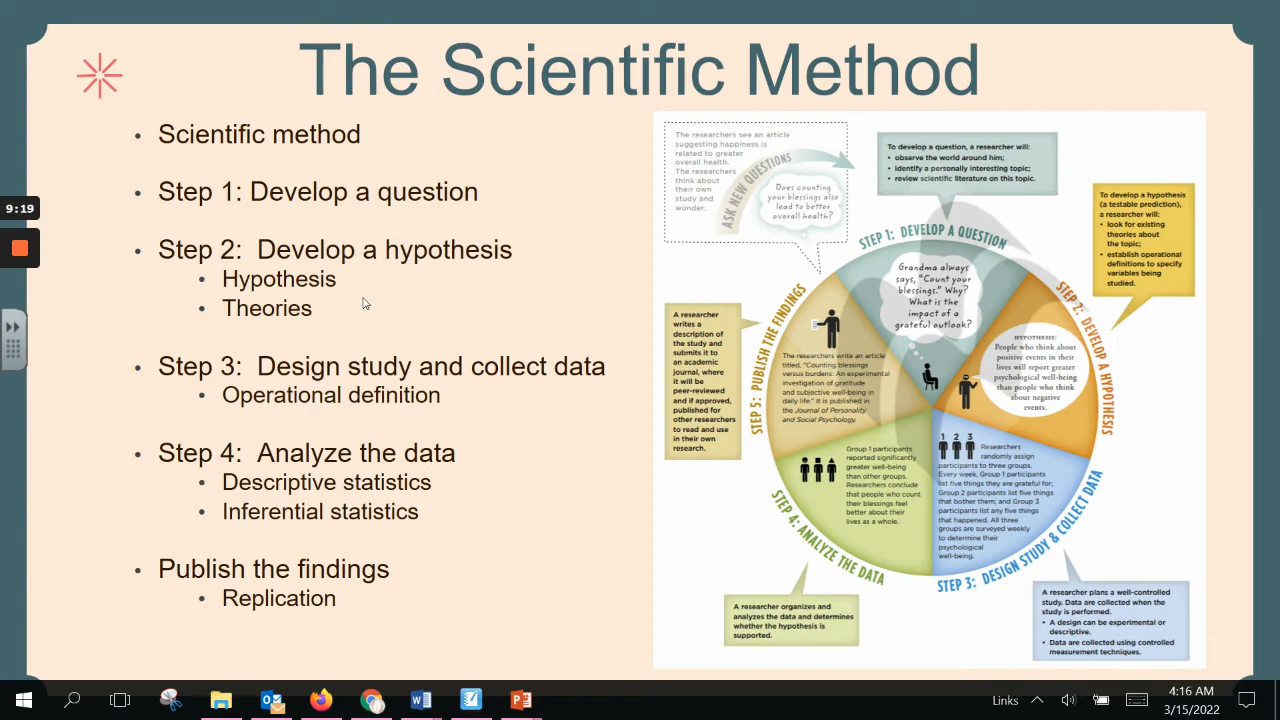 The Scientific Method
• Scientific method
• Step 1: Develop a question
• Step 2:  Develop a hypothesis
• Hypothesis
• Theories
• Step 3:  Design study and collect data
• Operational definition
• Step 4:  Analyze the data
• Descriptive statistics
• Inferential statistics
• Publish the findings
• Replication
The researchers see an article
suggesting happiness is
related to greater
overall health.
The researchers
think about
their own
study and
wonder:
ASK NEW QUESTIONS
Does counting
your blessings also
lead to better
overall health?
To develop a question, a researcher will:
• observe the world around him;
• identify a personally interesting topic;
• review scientific literature on this topic.
To develop a hypothesis
(a testable prediction),
a researcher will:
• look for existing
theories about
the topic;
• establish operational
definitions to specify
variables being
studied.
STEP 1: DEVELOP A QUESTION
Grandma always
says, "Count your
blessings." Why?
What is the
impact of a
grateful outlook?
STEP 2: DEVELOP A HYPOTHESIS
HYPOTHESIS:
People who think about
positive events in their
lives will report greater
psychological well-being
than people who think
about negative
events.
STEP 3: DESIGN STUDY & COLLECT DATA
1 2 3
Researchers
randomly assign
participants to three groups.
Every week, Group 1 participants
list five things they are grateful for;
Group 2 participants list five things
that bother them; and Group 3
participants list any five things
that happened. All three
groups are surveyed weekly
to determine their
psychological
well-being.
A researcher plans a well-controlled
study. Data are collected when the
study is performed.
• A design can be experimental or
descriptive.
• Data are collected using controlled
measurement techniques.
STEP 4: ANALYZE THE DATA
Group 1 participants
reported significantly
greater well-being
than other groups.
Researchers conclude
that people who count
their blessings feel
better about their
lives as a whole.
A researcher organizes and
analyzes the data and determines
whether the hypothesis is
supported.
STEP 5: PUBLISH THE FINDINGS
The researchers write an article
titled, "Counting blessings
versus burdens: An experimental
investigation of gratitude
and subjective well-being in
daily life." It is published in
the Journal of Personality
and Social Psychology.
A researcher
writes a
description of
the study and
submits it to
an academic
journal, where
it will be
peer-reviewed
and if approved,
published for
other researchers
to read and use
in their own
research.
9:19
Links
4:16 AM
3/15/2022